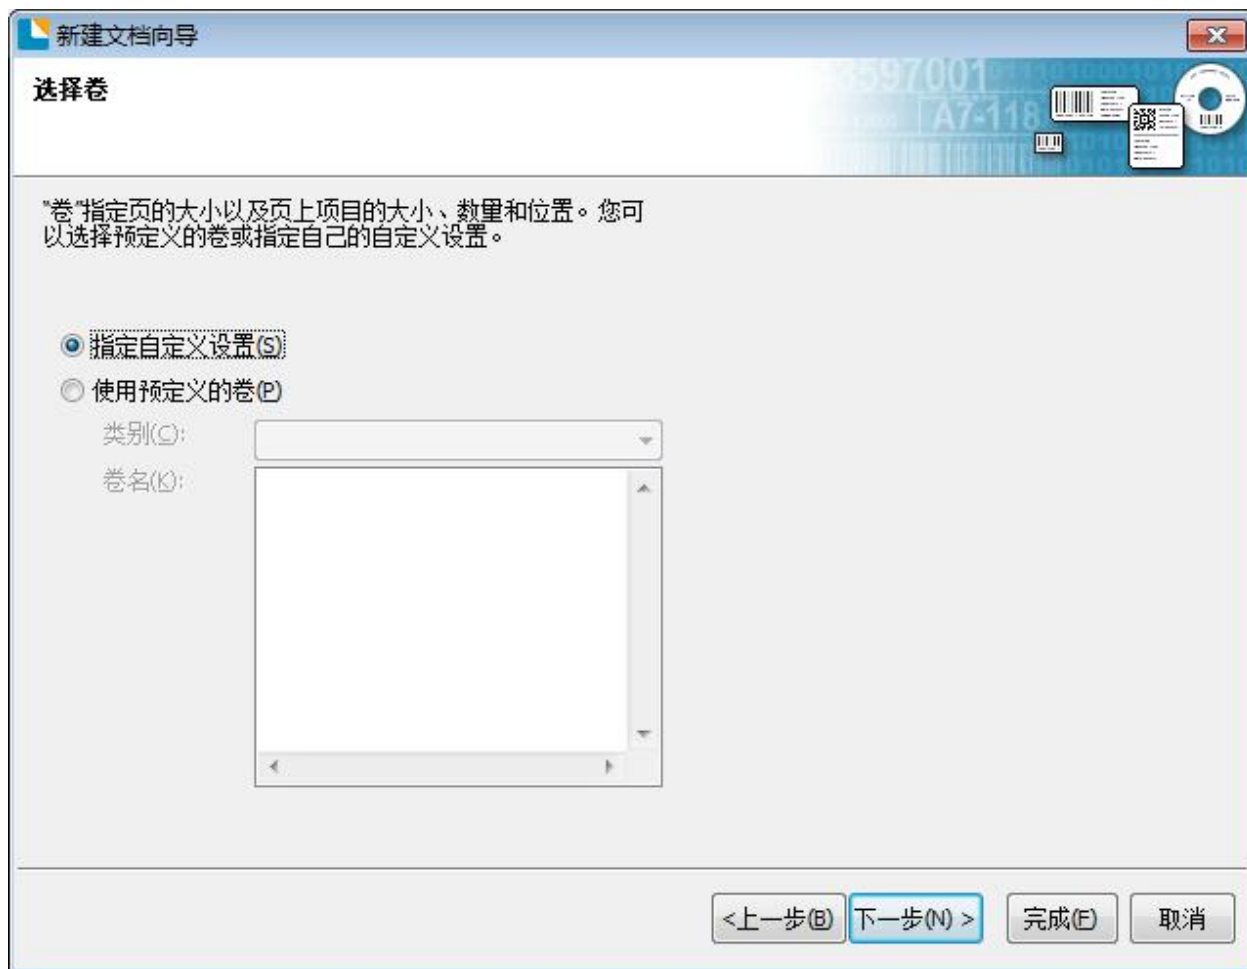 新建文档向导
选择卷
3597001
A7-118
"卷"指定页的大小以及页上项目的大小、数量和位置。您可
以选择预定义的卷或指定自己的自定义设置。
指定自定义设置(S)
使用预定义的卷(P)
类别(C):
卷名(K):
<上一步(B)
下一步(N) >
完成(F)
取消